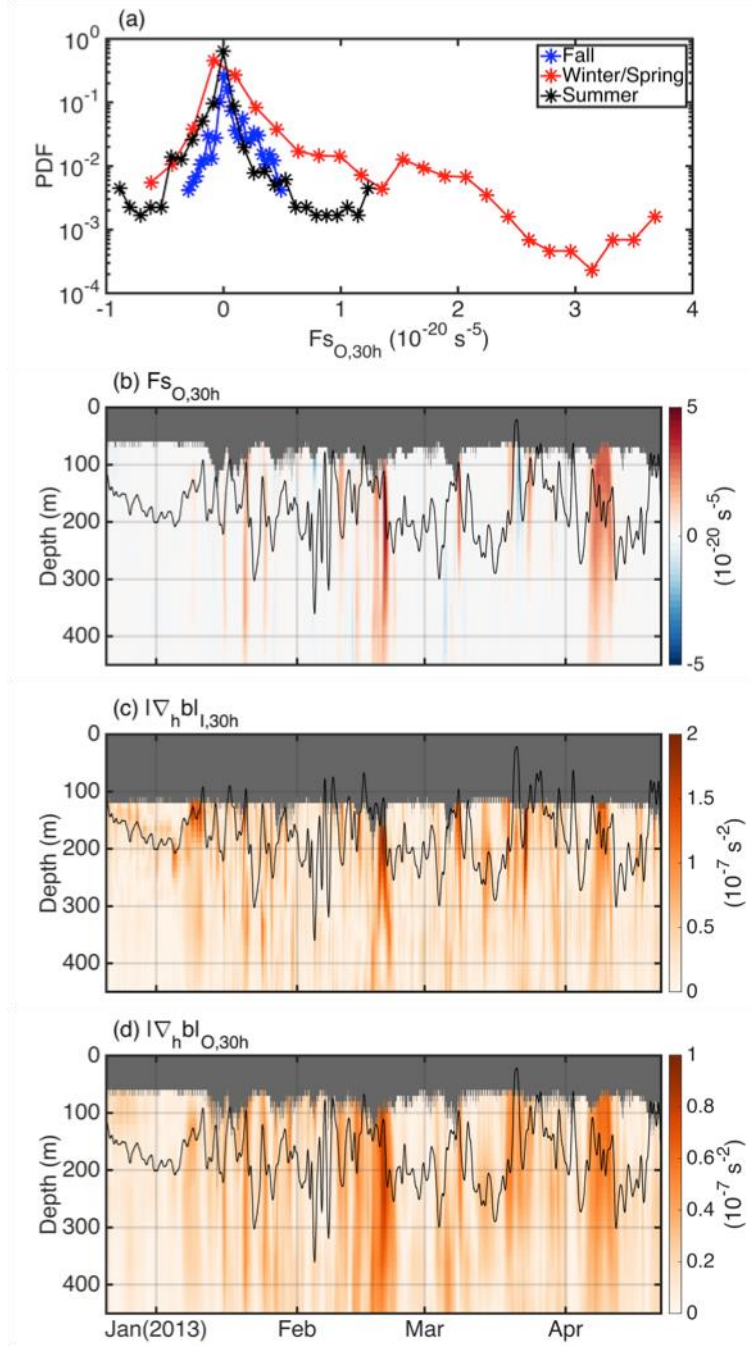 (a)
10^0
10^-1
10^-2
10^-3
10^-4
PDF
Fall
Winter/Spring
Summer
-1 0 1 2 3 4
Fs_O,30h (10^-20 s^-5)
(b) Fs_O,30h
0
100
200
300
400
Depth (m)
5
0
-5
(10^-20 s^-5)
(c) |∇_h b|_I,30h
0
100
200
300
400
Depth (m)
2
1.5
1
0.5
0
(10^-7 s^-2)
(d) |∇_h b|_O,30h
0
100
200
300
400
Depth (m)
1
0.8
0.6
0.4
0.2
0
(10^-7 s^-2)
Jan(2013) Feb Mar Apr